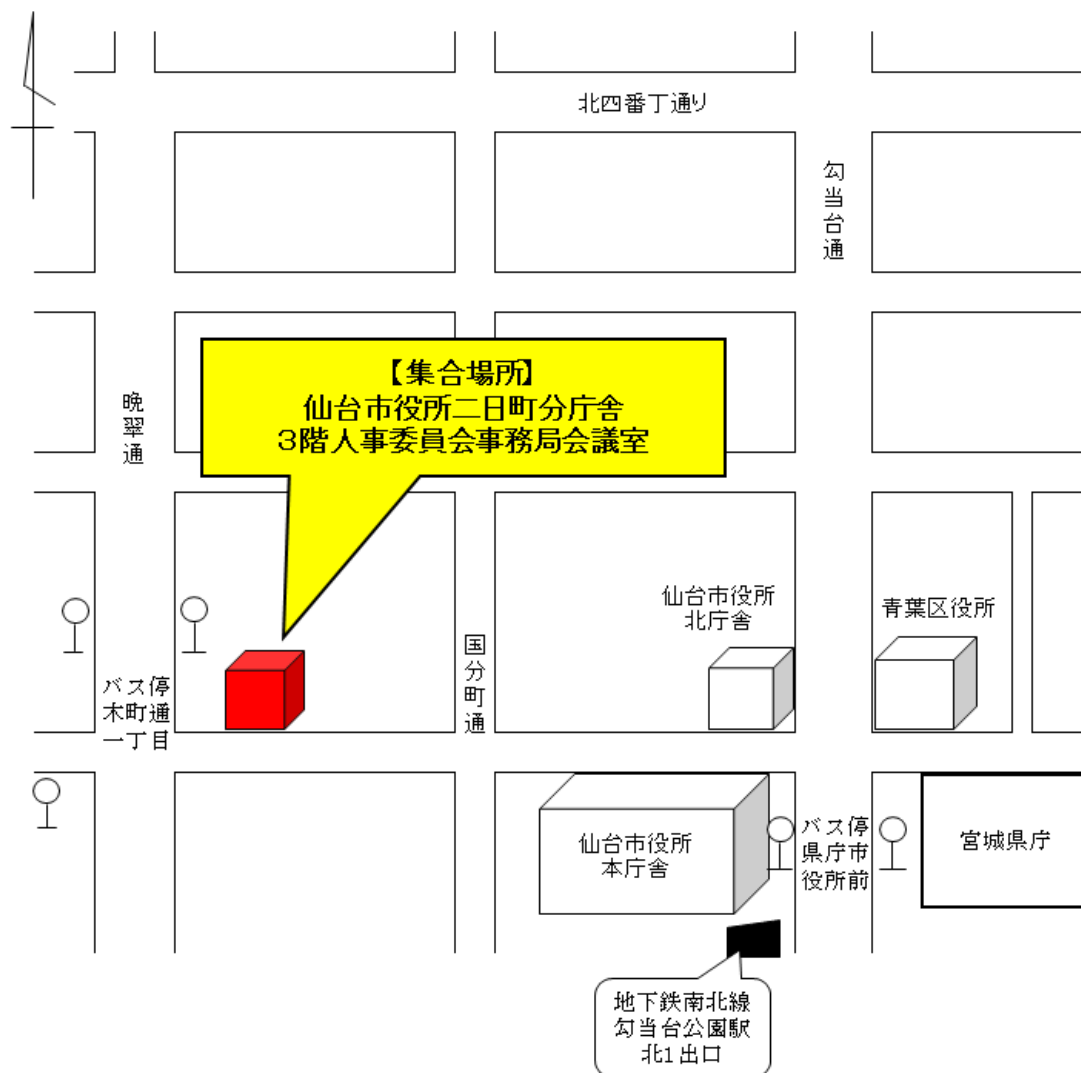 北四番丁通り
勾当台通
【集合場所】
仙台市役所二日町分庁舎
3階人事委員会事務局会議室
晩翠通
仙台市役所
北庁舎
青葉区役所
国分町通
バス停
木町通
一丁目
仙台市役所
本庁舎
バス停
県庁市
役所前
宮城県庁
地下鉄南北線
勾当台公園駅
北1出口